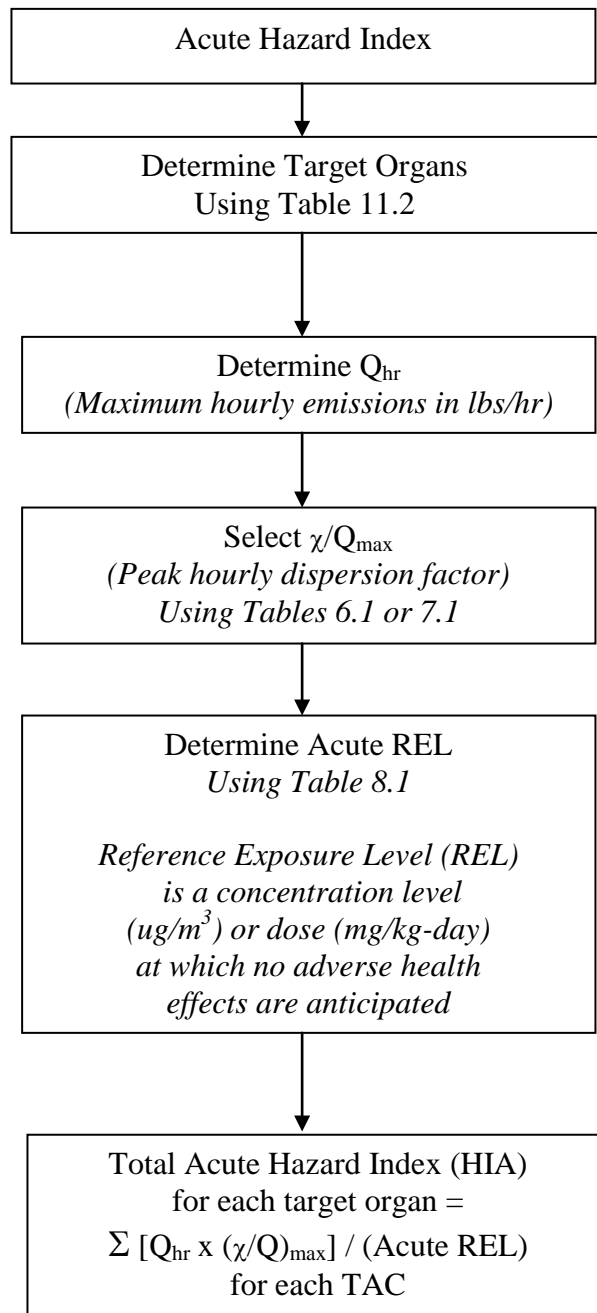 Acute Hazard Index
Determine Target Organs
Using Table 11.2
Determine Qhr
(Maximum hourly emissions in lbs/hr)
Select χ/Qmax
(Peak hourly dispersion factor)
Using Tables 6.1 or 7.1
Determine Acute REL
Using Table 8.1
Reference Exposure Level (REL)
is a concentration level
(ug/m³) or dose (mg/kg-day)
at which no adverse health
effects are anticipated
Total Acute Hazard Index (HIA)
for each target organ =
Σ [Qhr x (χ/Q)max] / (Acute REL)
for each TAC